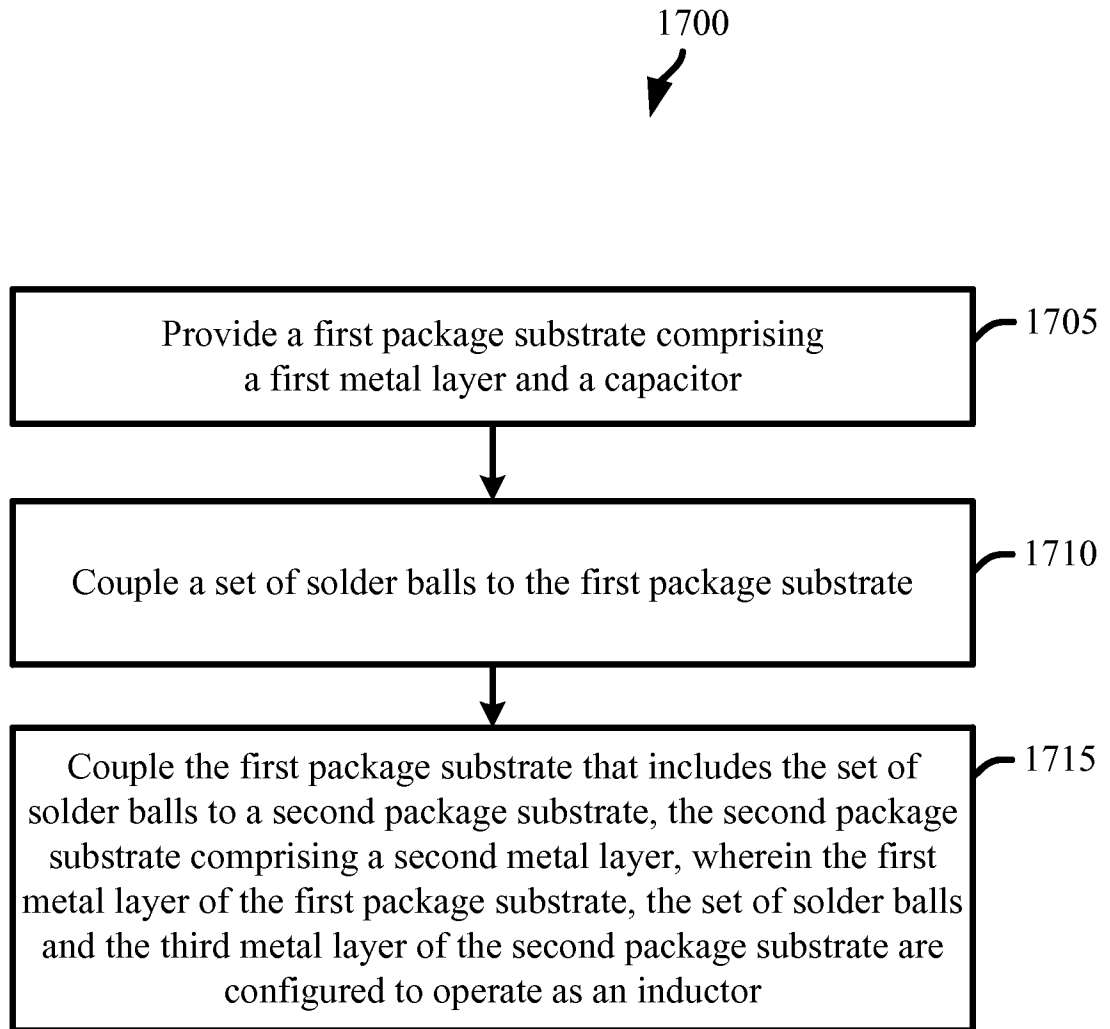 1700
Provide a first package substrate comprising
a first metal layer and a capacitor
1705
Couple a set of solder balls to the first package substrate
1710
Couple the first package substrate that includes the set of
solder balls to a second package substrate, the second package
substrate comprising a second metal layer, wherein the first
metal layer of the first package substrate, the set of solder balls
and the third metal layer of the second package substrate are
configured to operate as an inductor
1715